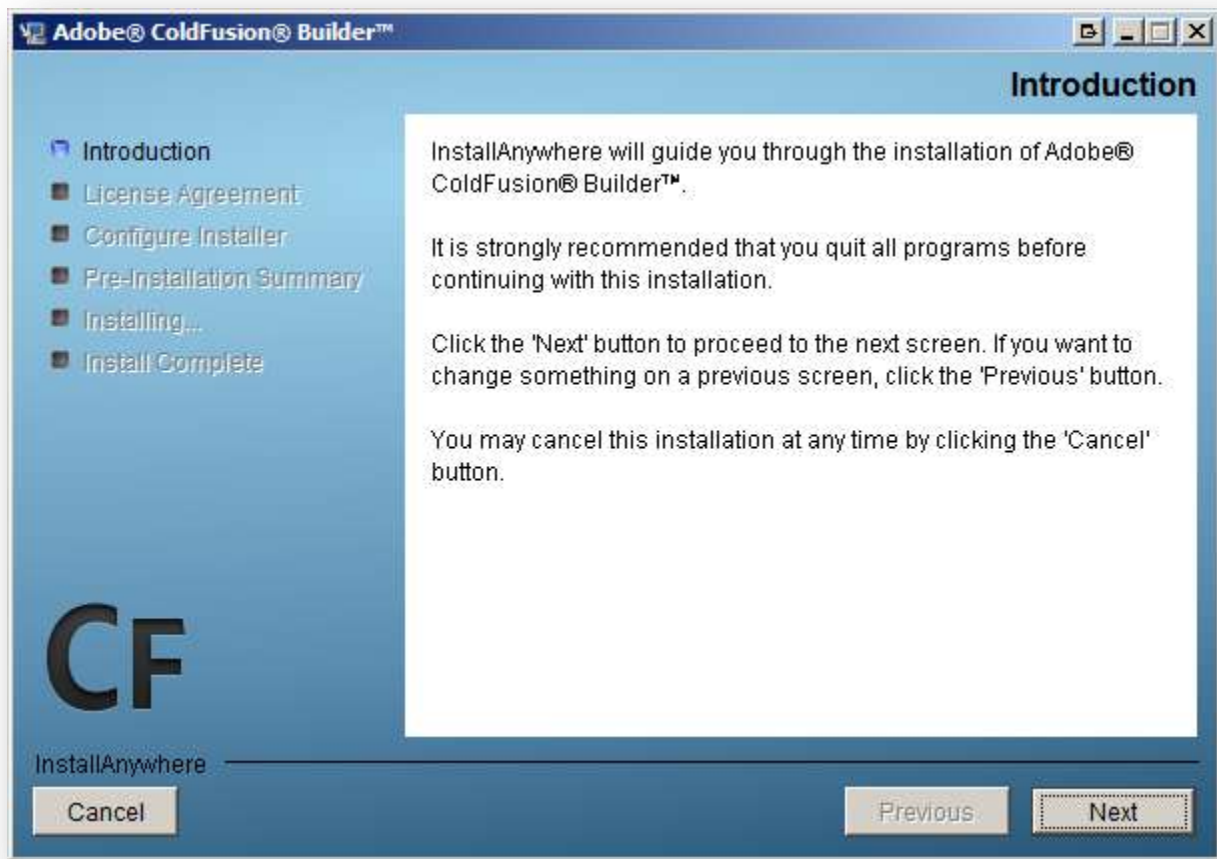 Adobe® ColdFusion® Builder™
Introduction
Introduction
License Agreement
Configure Installer
Pre-Installation Summary
Installing...
Install Complete
InstallAnywhere will guide you through the installation of Adobe®
ColdFusion® Builder™.
It is strongly recommended that you quit all programs before
continuing with this installation.
Click the 'Next' button to proceed to the next screen. If you want to
change something on a previous screen, click the 'Previous' button.
You may cancel this installation at any time by clicking the 'Cancel'
button.
CF
InstallAnywhere
Cancel
Previous
Next